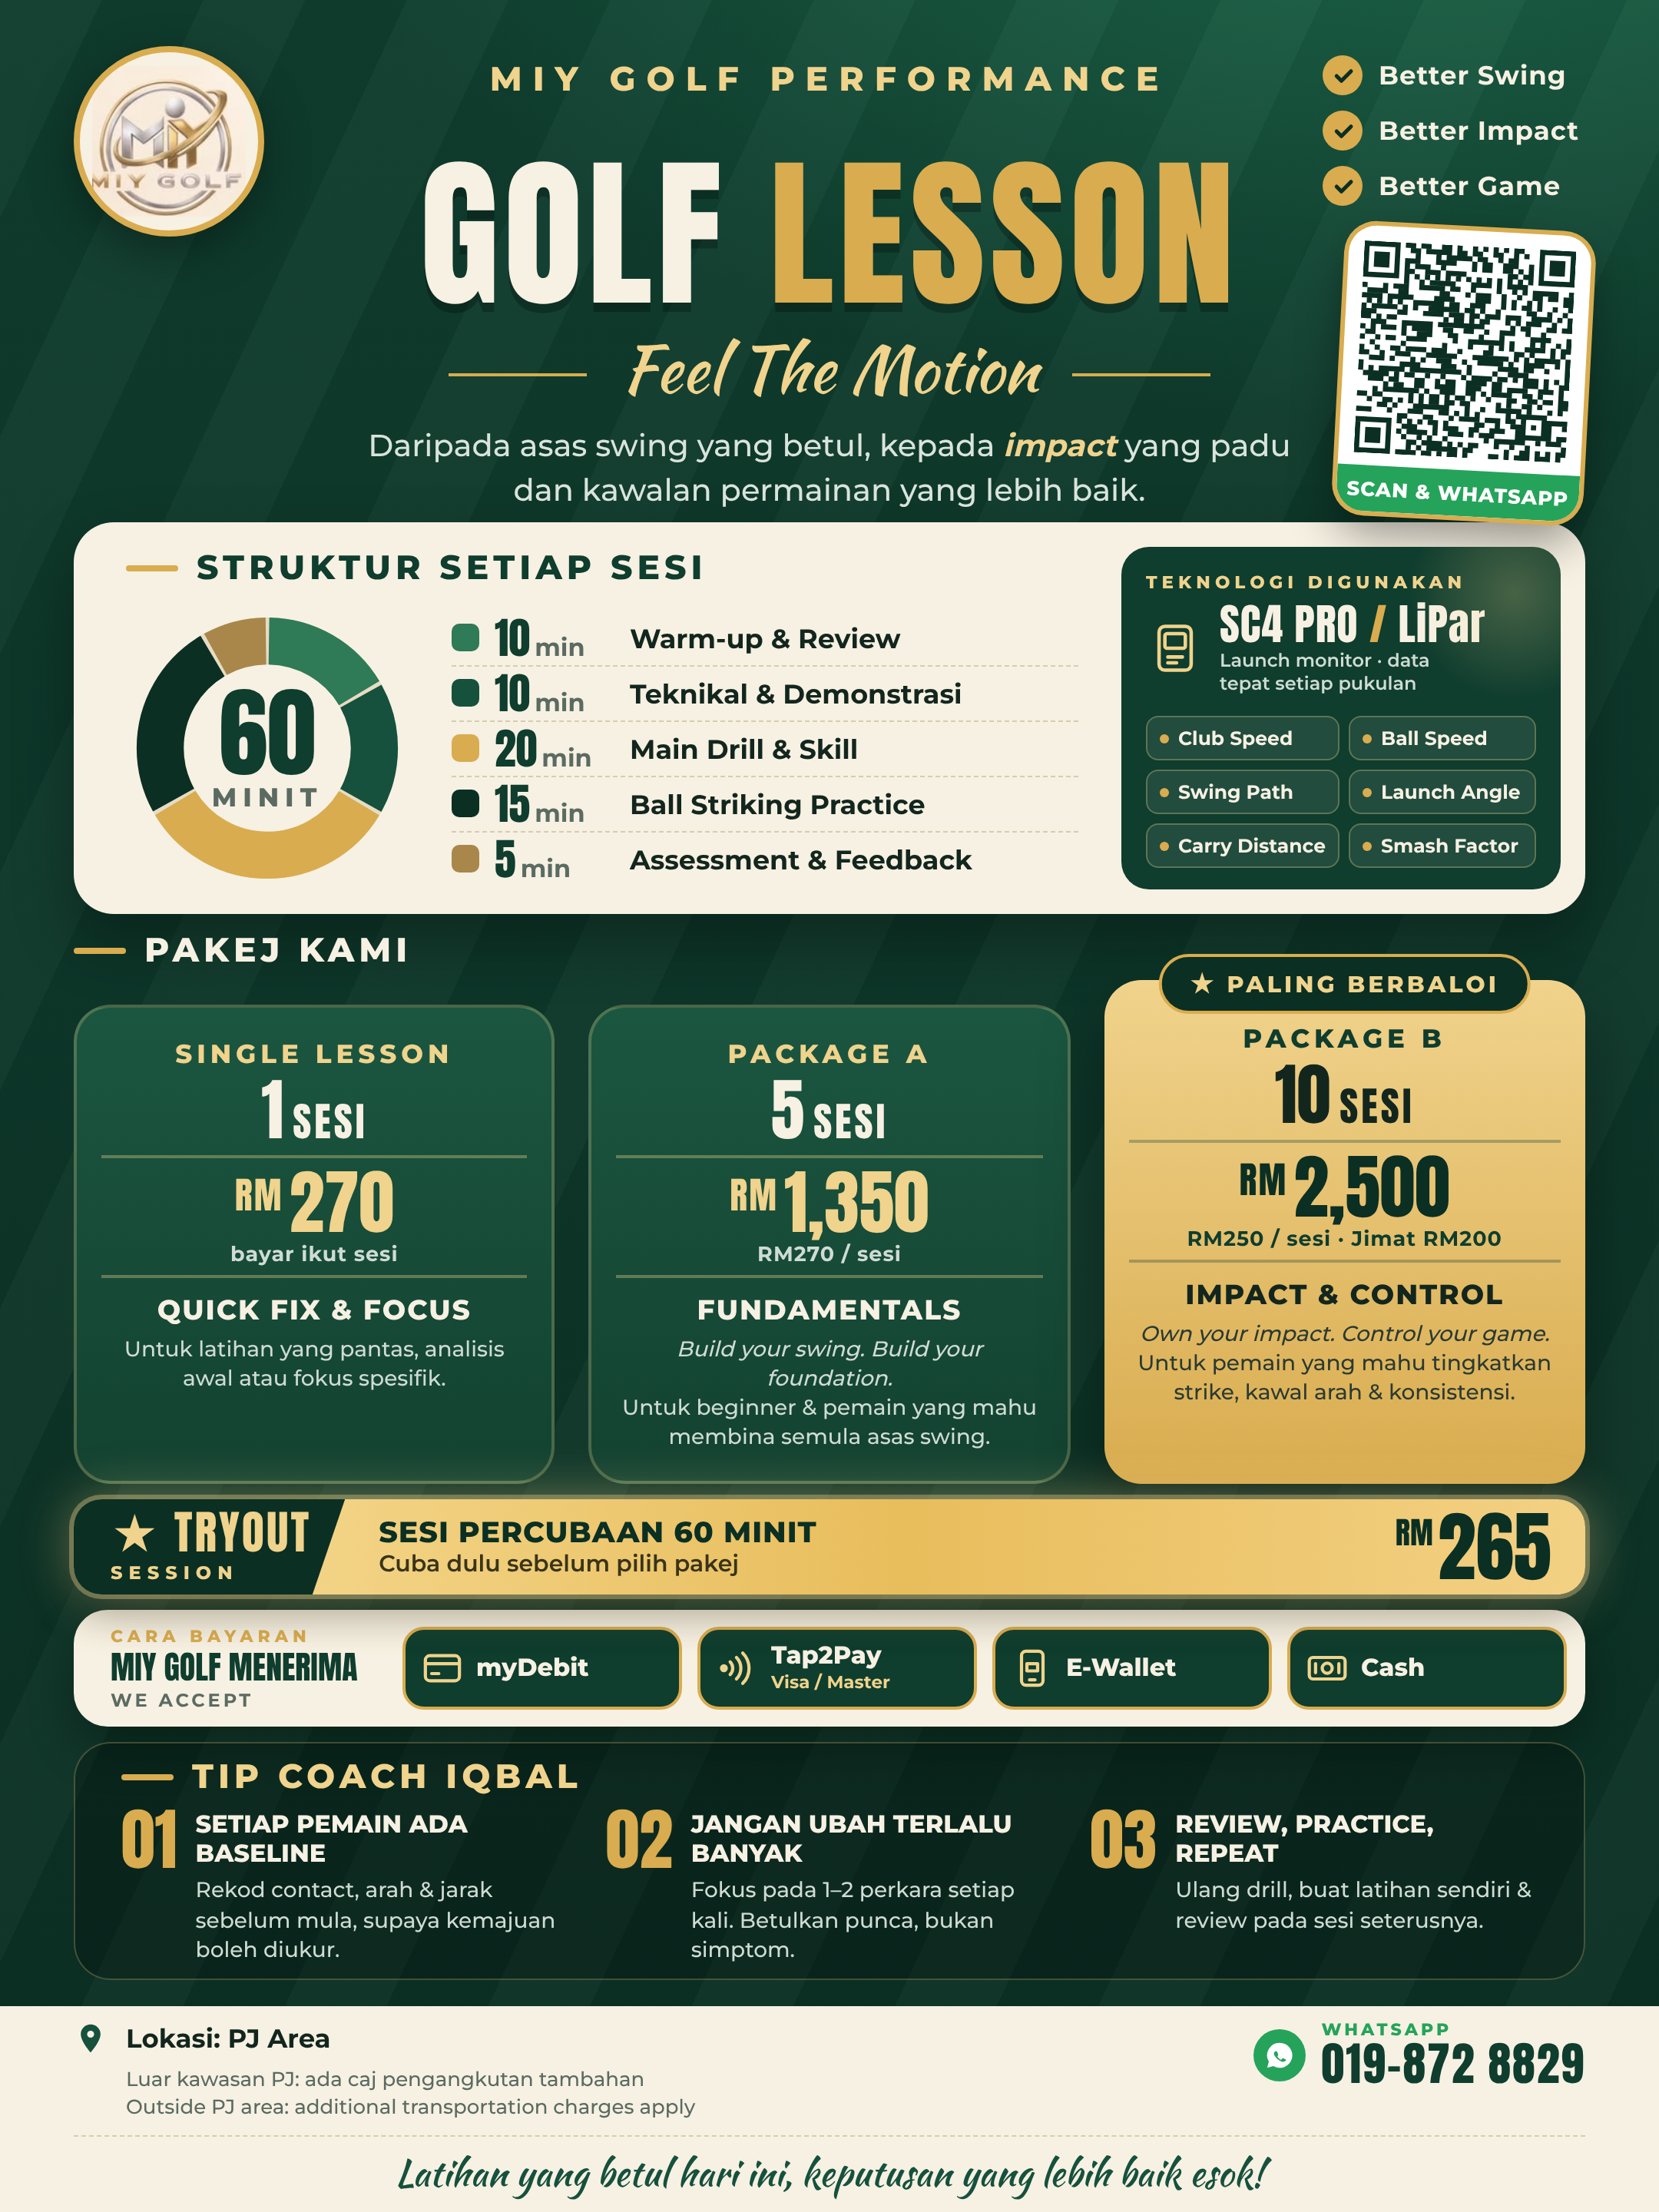 MIY GOLF
MIY GOLF PERFORMANCE
GOLF LESSON
Feel The Motion
Daripada asas swing yang betul, kepada impact yang padu
dan kawalan permainan yang lebih baik.
Better Swing
Better Impact
Better Game
SCAN & WHATSAPP
STRUKTUR SETIAP SESI
60
MINIT
10 min Warm-up & Review
10 min Teknikal & Demonstrasi
20 min Main Drill & Skill
15 min Ball Striking Practice
5 min Assessment & Feedback
TEKNOLOGI DIGUNAKAN
SC4 PRO / LiPar
Launch monitor · data
tepat setiap pukulan
Club Speed
Ball Speed
Swing Path
Launch Angle
Carry Distance
Smash Factor
PAKEJ KAMI
SINGLE LESSON
1 SESI
RM 270
bayar ikut sesi
QUICK FIX & FOCUS
Untuk latihan yang pantas, analisis
awal atau fokus spesifik.
PACKAGE A
5 SESI
RM 1,350
RM270 / sesi
FUNDAMENTALS
Build your swing. Build your
foundation.
Untuk beginner & pemain yang mahu
membina semula asas swing.
★ PALING BERBALOI
PACKAGE B
10 SESI
RM 2,500
RM250 / sesi · Jimat RM200
IMPACT & CONTROL
Own your impact. Control your game.
Untuk pemain yang mahu tingkatkan
strike, kawal arah & konsistensi.
★ TRYOUT
SESSION
SESI PERCUBAAN 60 MINIT
Cuba dulu sebelum pilih pakej
RM 265
CARA BAYARAN
MIY GOLF MENERIMA
WE ACCEPT
myDebit
Tap2Pay
Visa / Master
E-Wallet
Cash
TIP COACH IQBAL
01
SETIAP PEMAIN ADA
BASELINE
Rekod contact, arah & jarak
sebelum mula, supaya kemajuan
boleh diukur.
02
JANGAN UBAH TERLALU
BANYAK
Fokus pada 1–2 perkara setiap
kali. Betulkan punca, bukan
simptom.
03
REVIEW, PRACTICE,
REPEAT
Ulang drill, buat latihan sendiri &
review pada sesi seterusnya.
Lokasi: PJ Area
Luar kawasan PJ: ada caj pengangkutan tambahan
Outside PJ area: additional transportation charges apply
WHATSAPP
019-872 8829
Latihan yang betul hari ini, keputusan yang lebih baik esok!